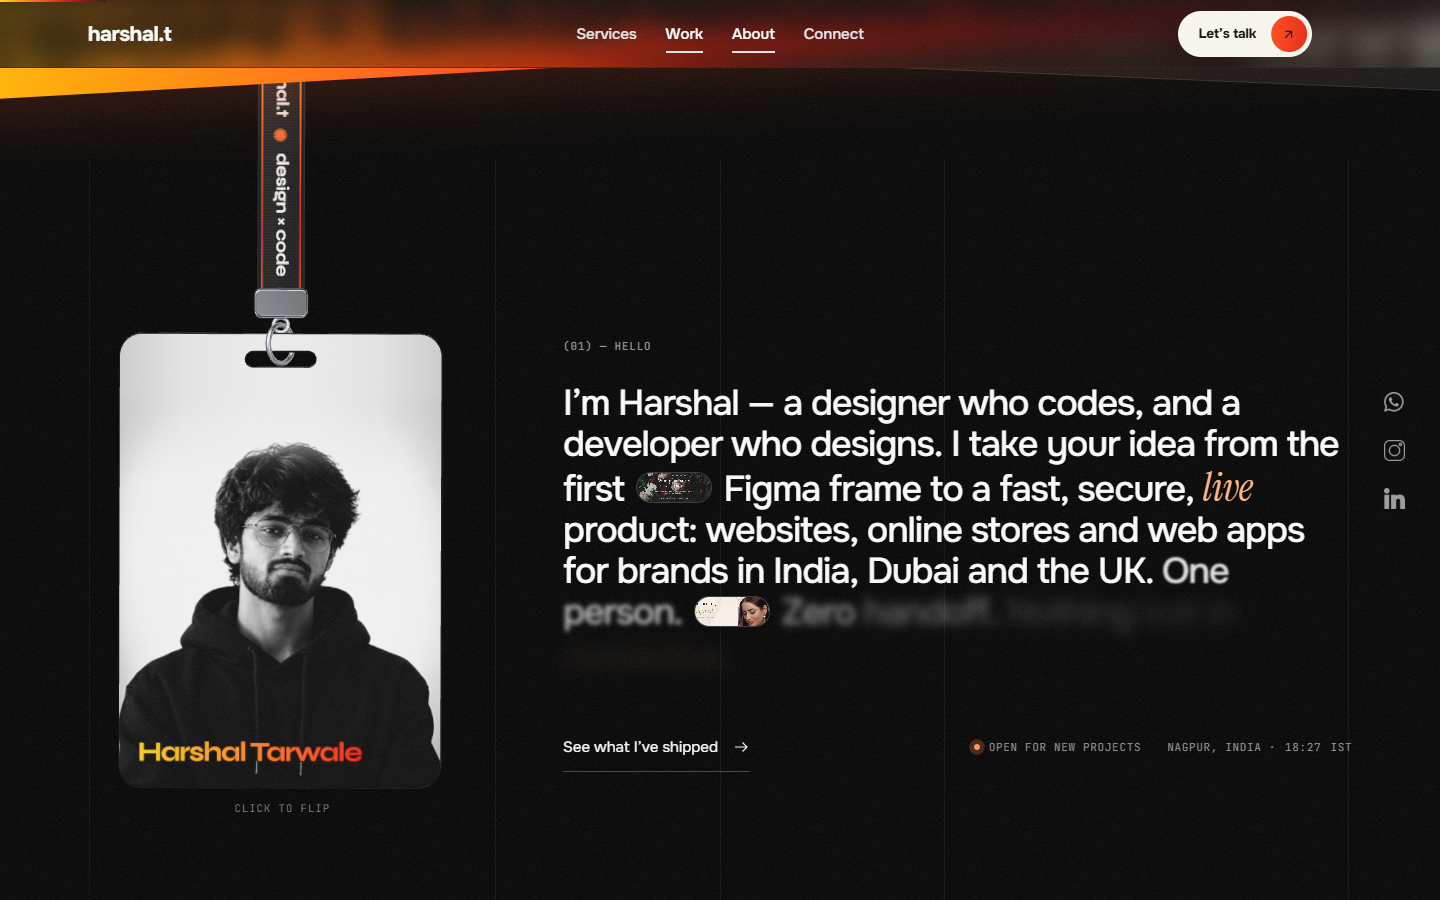 harshal.t
Services
Work
About
Connect
Let's talk
design × code
(01) — HELLO
I'm Harshal — a designer who codes, and a
developer who designs. I take your idea from the
first Figma frame to a fast, secure, live
product: websites, online stores and web apps
for brands in India, Dubai and the UK. One
person. Zero handoff.
Harshal Tarwale
CLICK TO FLIP
See what I've shipped
OPEN FOR NEW PROJECTS
NAGPUR, INDIA · 18:27 IST